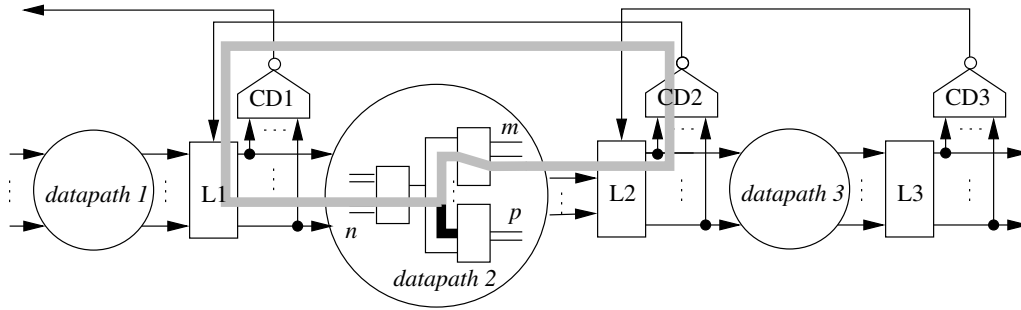 CD1
CD2
CD3
m
datapath 1
L1
n
p
datapath 2
L2
datapath 3
L3